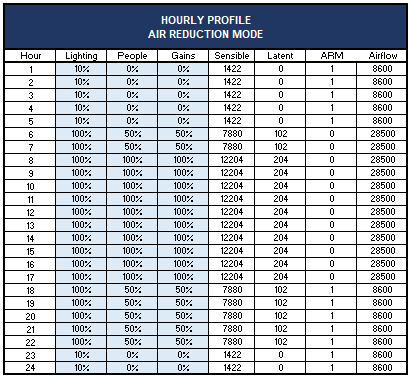 HOURLY PROFILE
AIR REDUCTION MODE
Hour Lighting People Gains Sensible Latent ARM Airflow
1 10% 0% 0% 1422 0 1 8600
2 10% 0% 0% 1422 0 1 8600
3 10% 0% 0% 1422 0 1 8600
4 10% 0% 0% 1422 0 1 8600
5 10% 0% 0% 1422 0 1 8600
6 100% 50% 50% 7880 102 0 28500
7 100% 50% 50% 7880 102 0 28500
8 100% 100% 100% 12204 204 0 28500
9 100% 100% 100% 12204 204 0 28500
10 100% 100% 100% 12204 204 0 28500
11 100% 100% 100% 12204 204 0 28500
12 100% 100% 100% 12204 204 0 28500
13 100% 100% 100% 12204 204 0 28500
14 100% 100% 100% 12204 204 0 28500
15 100% 100% 100% 12204 204 0 28500
16 100% 100% 100% 12204 204 0 28500
17 100% 100% 100% 12204 204 0 28500
18 100% 50% 50% 7880 102 1 8600
19 100% 50% 50% 7880 102 1 8600
20 100% 50% 50% 7880 102 1 8600
21 100% 50% 50% 7880 102 1 8600
22 100% 50% 50% 7880 102 1 8600
23 10% 0% 0% 1422 0 1 8600
24 10% 0% 0% 1422 0 1 8600